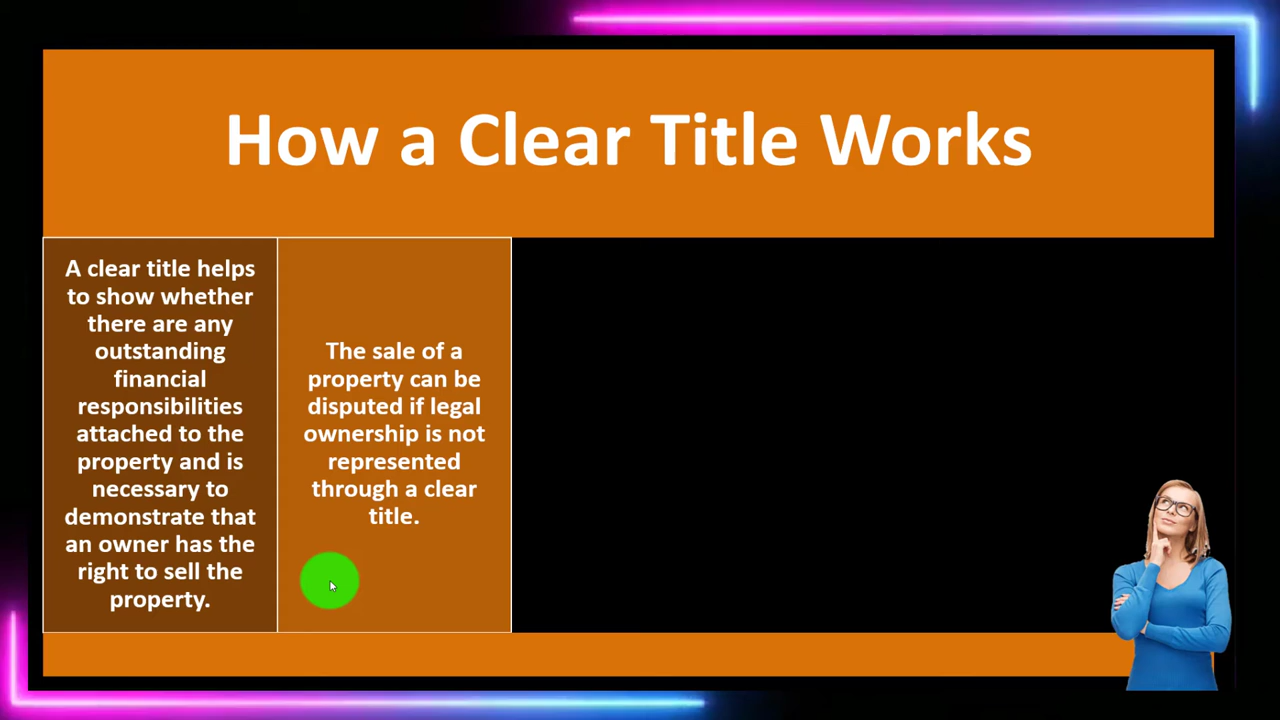 How a Clear Title Works
A clear title helps
to show whether
there are any
outstanding
financial
responsibilities
attached to the
property and is
necessary to
demonstrate that
an owner has the
right to sell the
property.
The sale of a
property can be
disputed if legal
ownership is not
represented
through a clear
title.